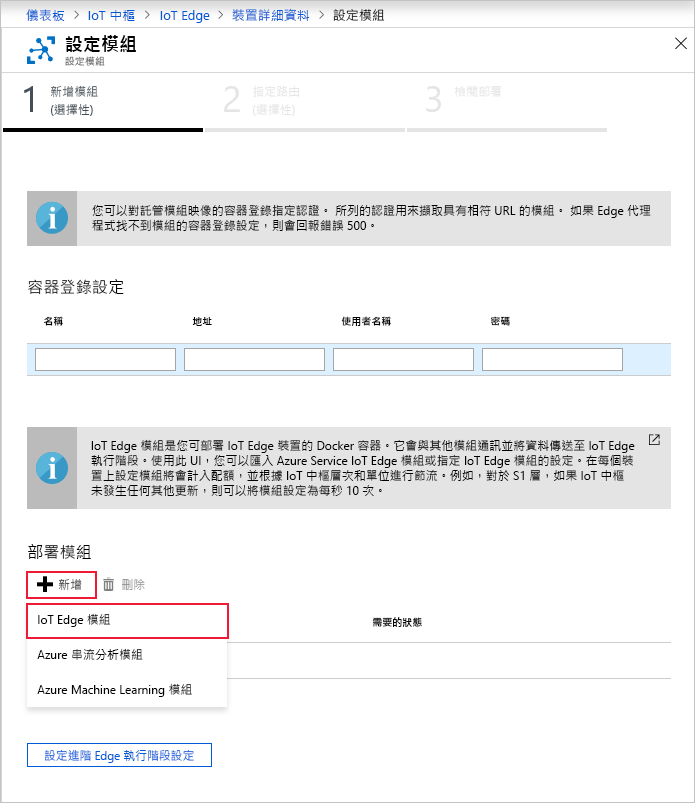 儀表板 > IoT 中樞 > IoT Edge > 裝置詳細資料 > 設定模組
設定模組
設定模組
1 新增模組
(選擇性)
2 指定路由
(選擇性)
3 檢閱部署
您可以對託管模組映像的容器登錄指定認證。 所列的認證用來擷取具有相符 URL 的模組。 如果 Edge 代理
程式找不到模組的容器登錄設定，則會回報錯誤 500。
容器登錄設定
名稱 地址 使用者名稱 密碼
IoT Edge 模組是您可部署 IoT Edge 裝置的 Docker 容器。它會與其他模組通訊並將資料傳送至 IoT Edge
執行階段。使用此 UI，您可以匯入 Azure Service IoT Edge 模組或指定 IoT Edge 模組的設定。在每個裝
置上設定模組將會計入配額，並根據 IoT 中樞層次和單位進行節流。例如，對於 S1 層，如果 IoT 中樞
未發生任何其他更新，則可以將模組設定為每秒 10 次。
部署模組
新增 刪除
IoT Edge 模組
需要的狀態
Azure 串流分析模組
Azure Machine Learning 模組
設定進階 Edge 執行階段設定